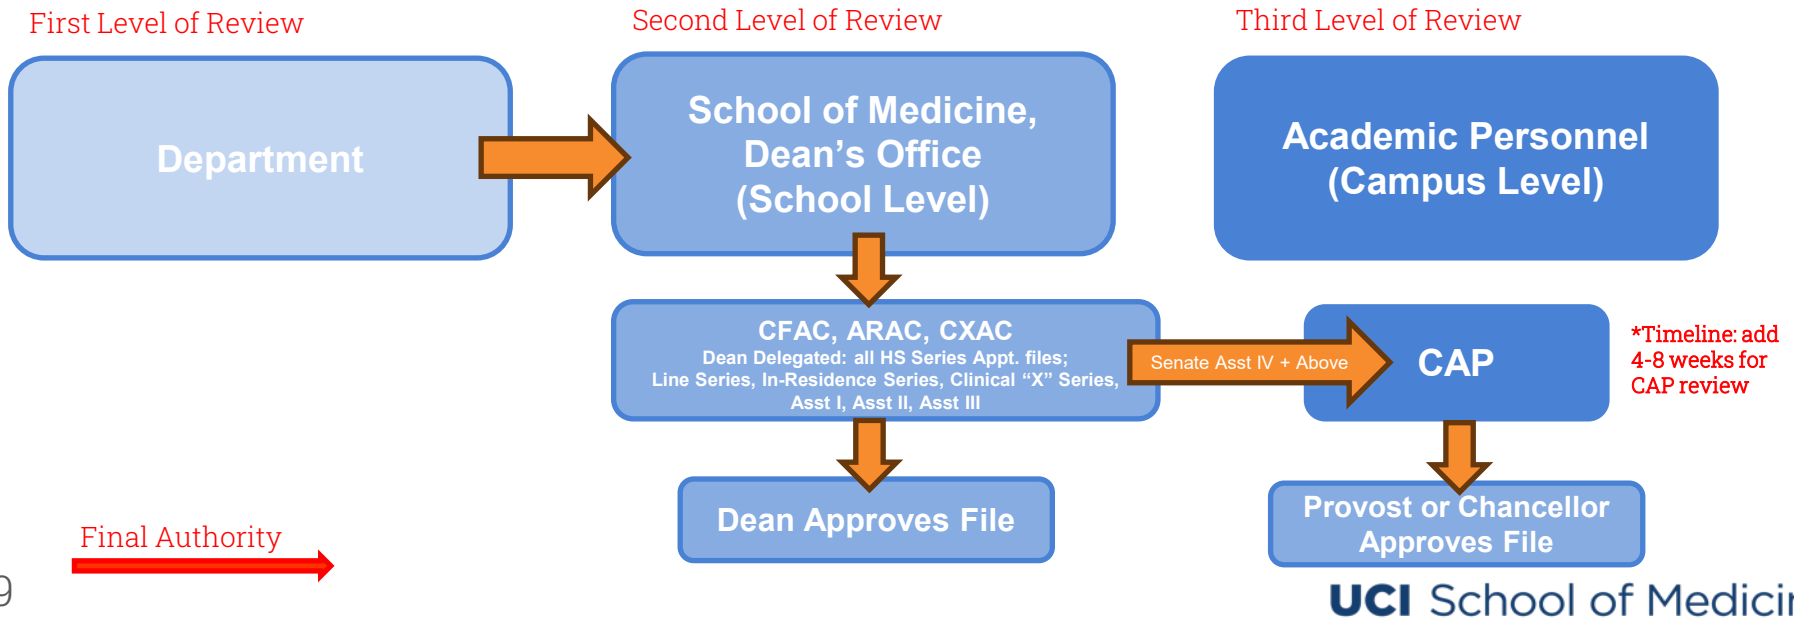 First Level of Review
Second Level of Review
Third Level of Review
Department
School of Medicine,
Dean’s Office
(School Level)
Academic Personnel
(Campus Level)
CFAC, ARAC, CXAC
Dean Delegated: all HS Series Appt. files;
Line Series, In-Residence Series, Clinical “X” Series,
Asst I, Asst II, Asst III
Senate Asst IV + Above
CAP
*Timeline: add
4-8 weeks for
CAP review
Dean Approves File
Provost or Chancellor
Approves File
Final Authority
9
UCI School of